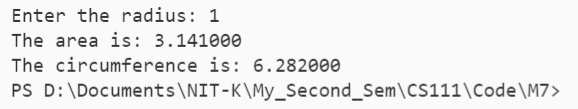 Enter the radius: 1
The area is: 3.141000
The circumference is: 6.282000
PS D:\Documents\NIT-K\My_Second_Sem\CS111\Code\M7>